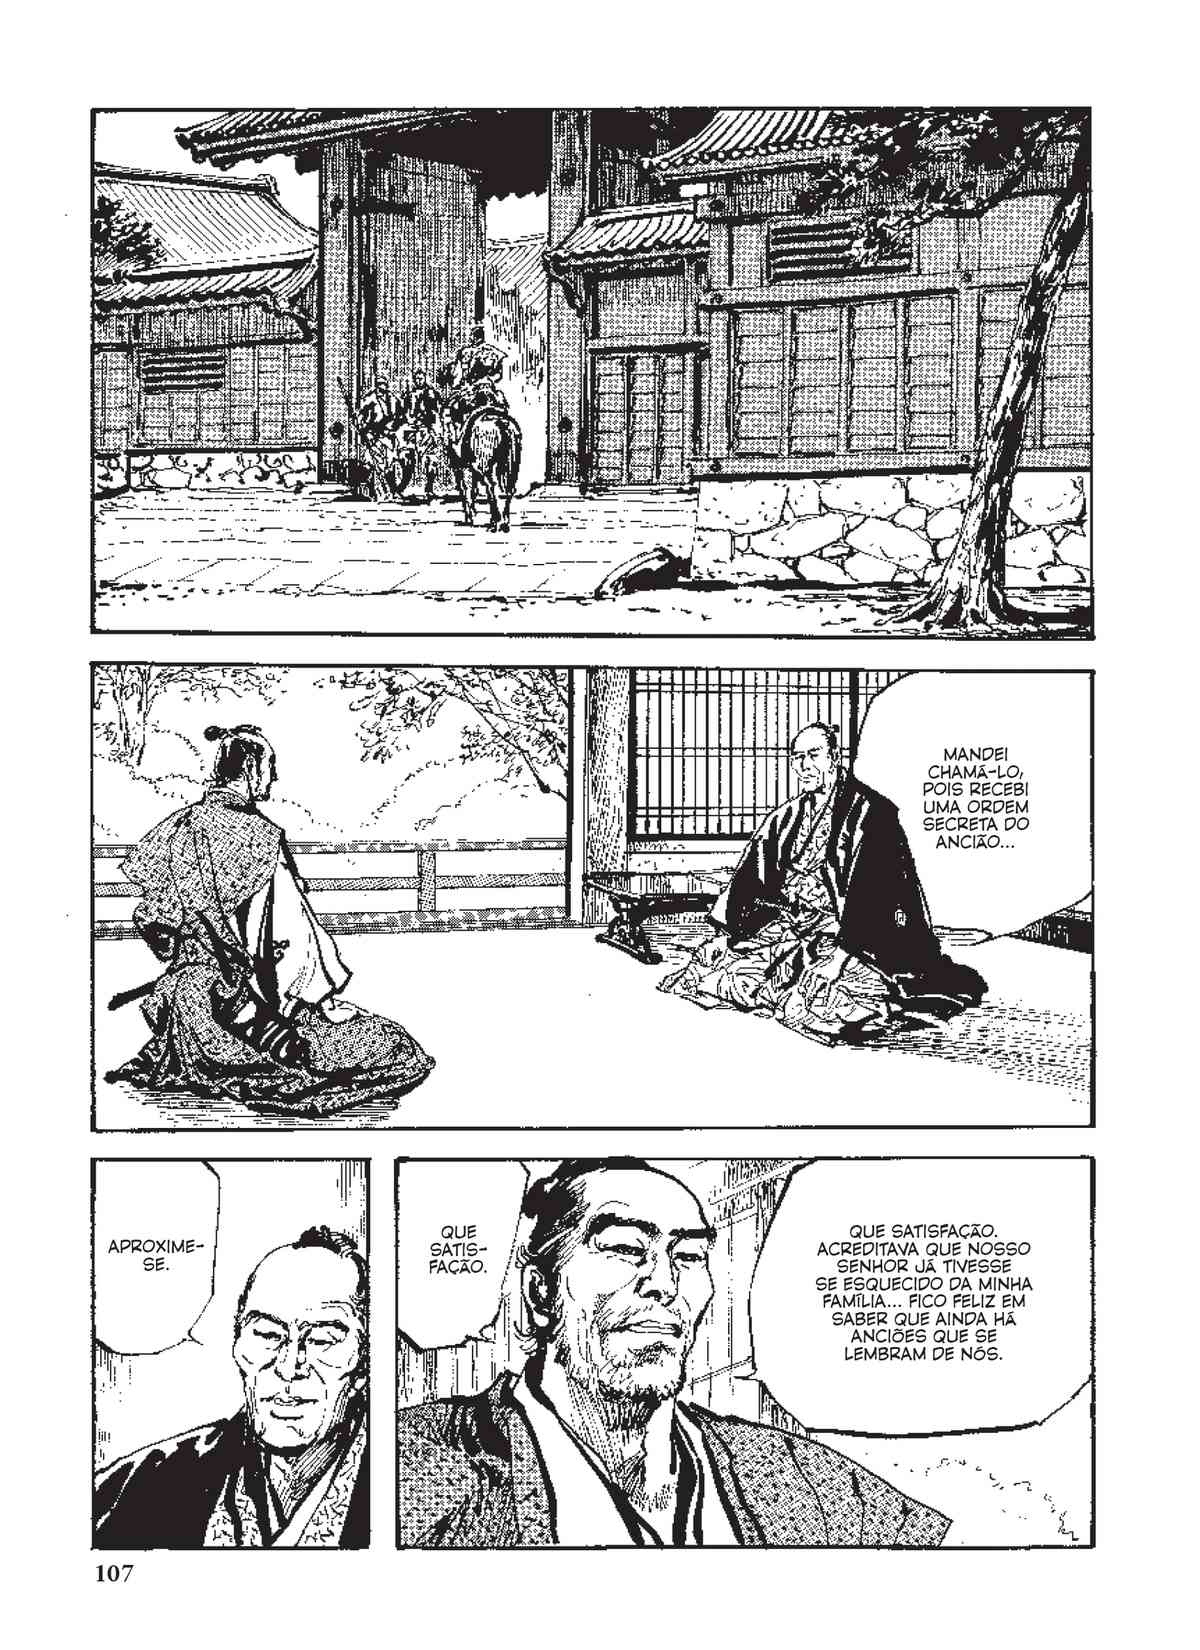 MANDEI
CHAMÁ-LO,
POIS RECEBI
UMA ORDEM
SECRETA DO
ANCIÃO...
QUE SATISFAÇÃO.
ACREDITAVA QUE NOSSO
SENHOR JÁ TIVESSE
SE ESQUECIDO DA MINHA
FAMÍLIA... FICO FELIZ EM
SABER QUE AINDA HÁ
ANCIÕES QUE SE
LEMBRAM DE NÓS.
QUE
SATIS-
FAÇÃO.
APROXIME-
SE.
107